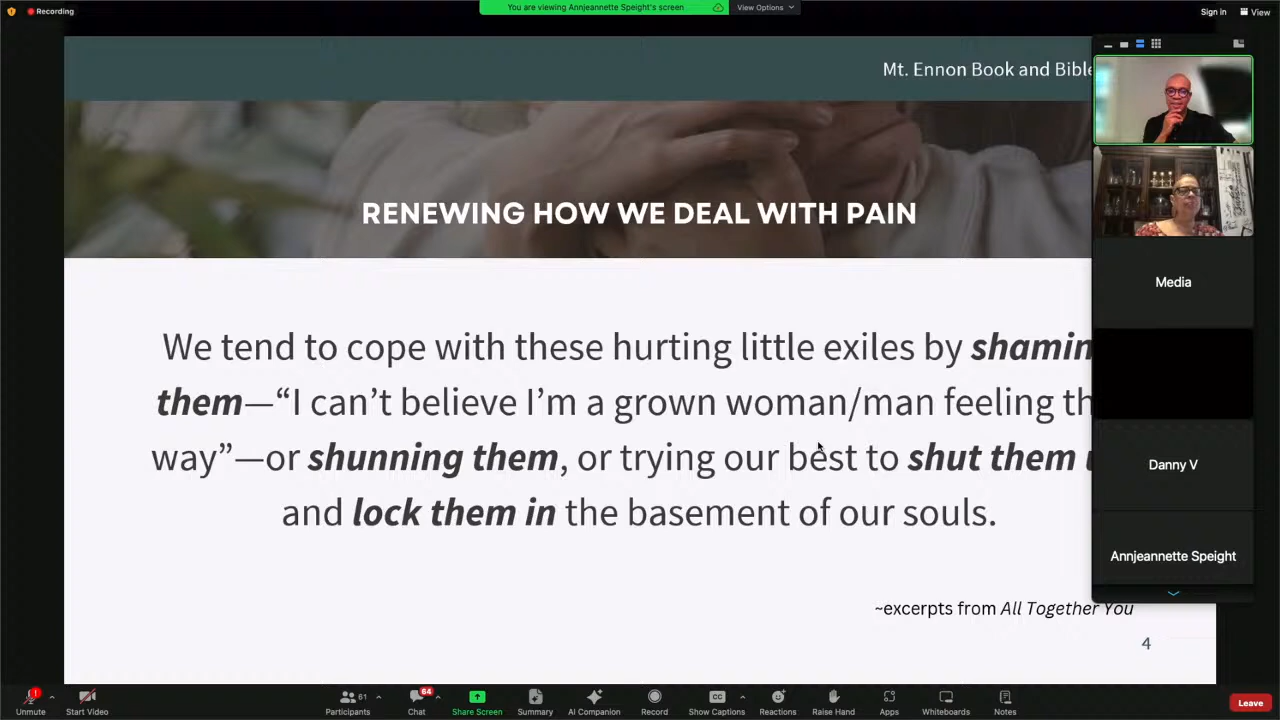 Recording
You are viewing Annjeannette Speight's screen
View Options
Sign in
View
Mt. Ennon Book and Bible
RENEWING HOW WE DEAL WITH PAIN
We tend to cope with these hurting little exiles by shamin
them—“I can’t believe I’m a grown woman/man feeling th
way”—or shunning them, or trying our best to shut them
and lock them in the basement of our souls.
~excerpts from All Together You
4
Media
Danny V
Annjeannette Speight
Unmute
Start Video
Participants
61
Chat
64
Share Screen
Summary
AI Companion
Record
CC
Show Captions
Reactions
Raise Hand
Apps
Whiteboards
Notes
Leave